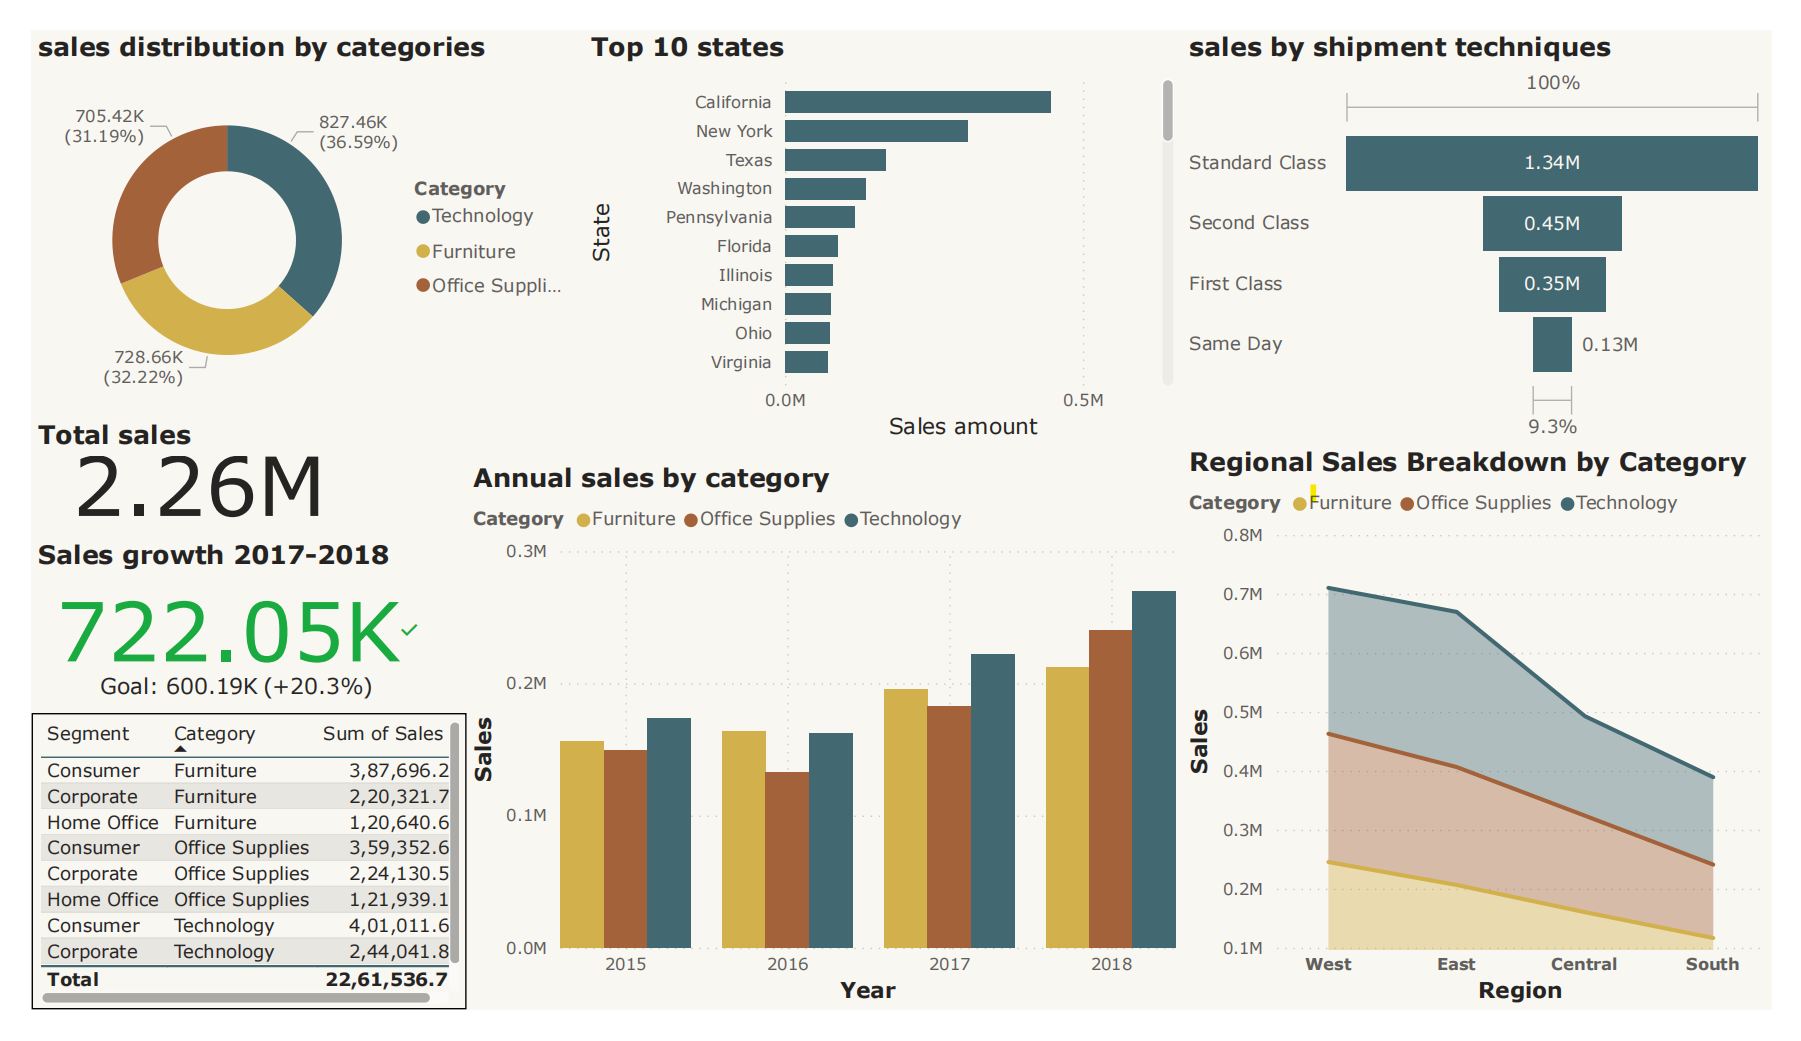 sales distribution by categories
705.42K
(31.19%)
827.46K
(36.59%)
728.66K
(32.22%)
Category
Technology
Furniture
Office Suppli...
Top 10 states
State
California
New York
Texas
Washington
Pennsylvania
Florida
Illinois
Michigan
Ohio
Virginia
0.0M 0.5M
Sales amount
sales by shipment techniques
100%
Standard Class 1.34M
Second Class 0.45M
First Class 0.35M
Same Day 0.13M
9.3%
Total sales
2.26M
Sales growth 2017-2018
722.05K
Goal: 600.19K (+20.3%)
Segment Category Sum of Sales
Consumer Furniture 3,87,696.2
Corporate Furniture 2,20,321.7
Home Office Furniture 1,20,640.6
Consumer Office Supplies 3,59,352.6
Corporate Office Supplies 2,24,130.5
Home Office Office Supplies 1,21,939.1
Consumer Technology 4,01,011.6
Corporate Technology 2,44,041.8
Total 22,61,536.7
Annual sales by category
Category Furniture Office Supplies Technology
Sales
0.3M
0.2M
0.1M
0.0M
2015 2016 2017 2018
Year
Regional Sales Breakdown by Category
Category Furniture Office Supplies Technology
Sales
0.8M
0.7M
0.6M
0.5M
0.4M
0.3M
0.2M
0.1M
West East Central South
Region